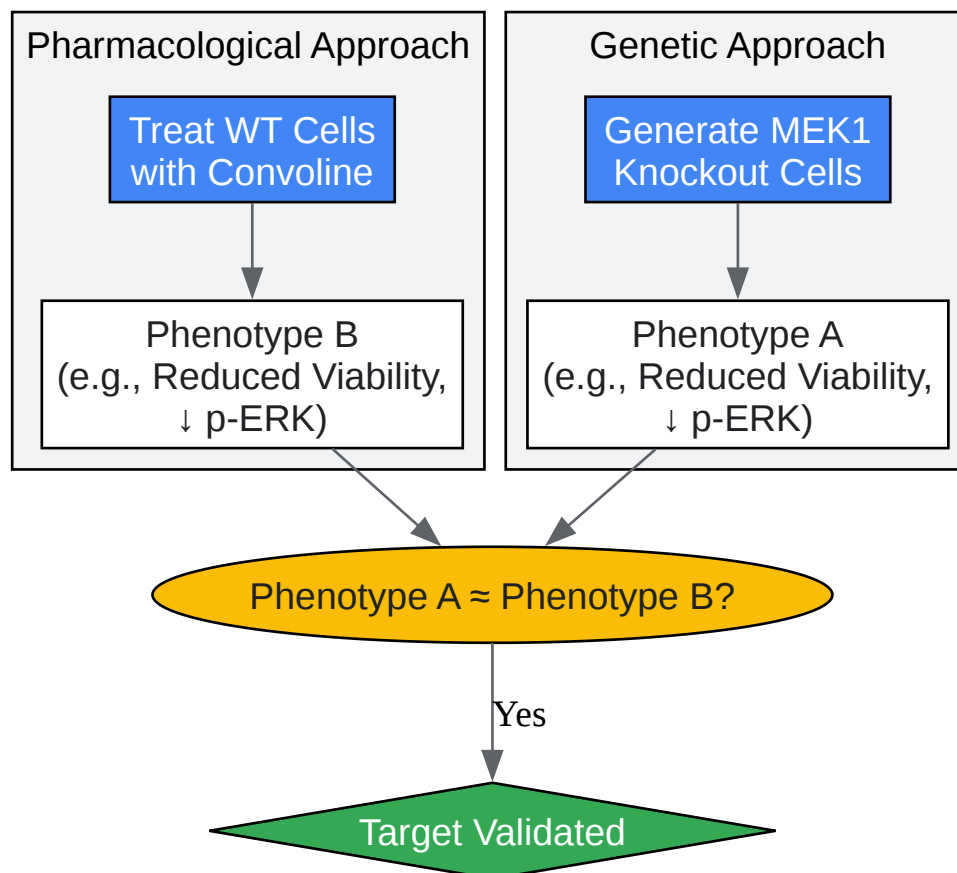 Pharmacological Approach
Treat WT Cells
with Convoline
Phenotype B
(e.g., Reduced Viability,
↓ p-ERK)
Genetic Approach
Generate MEK1
Knockout Cells
Phenotype A
(e.g., Reduced Viability,
↓ p-ERK)
Phenotype A ≈ Phenotype B?
Yes
Target Validated